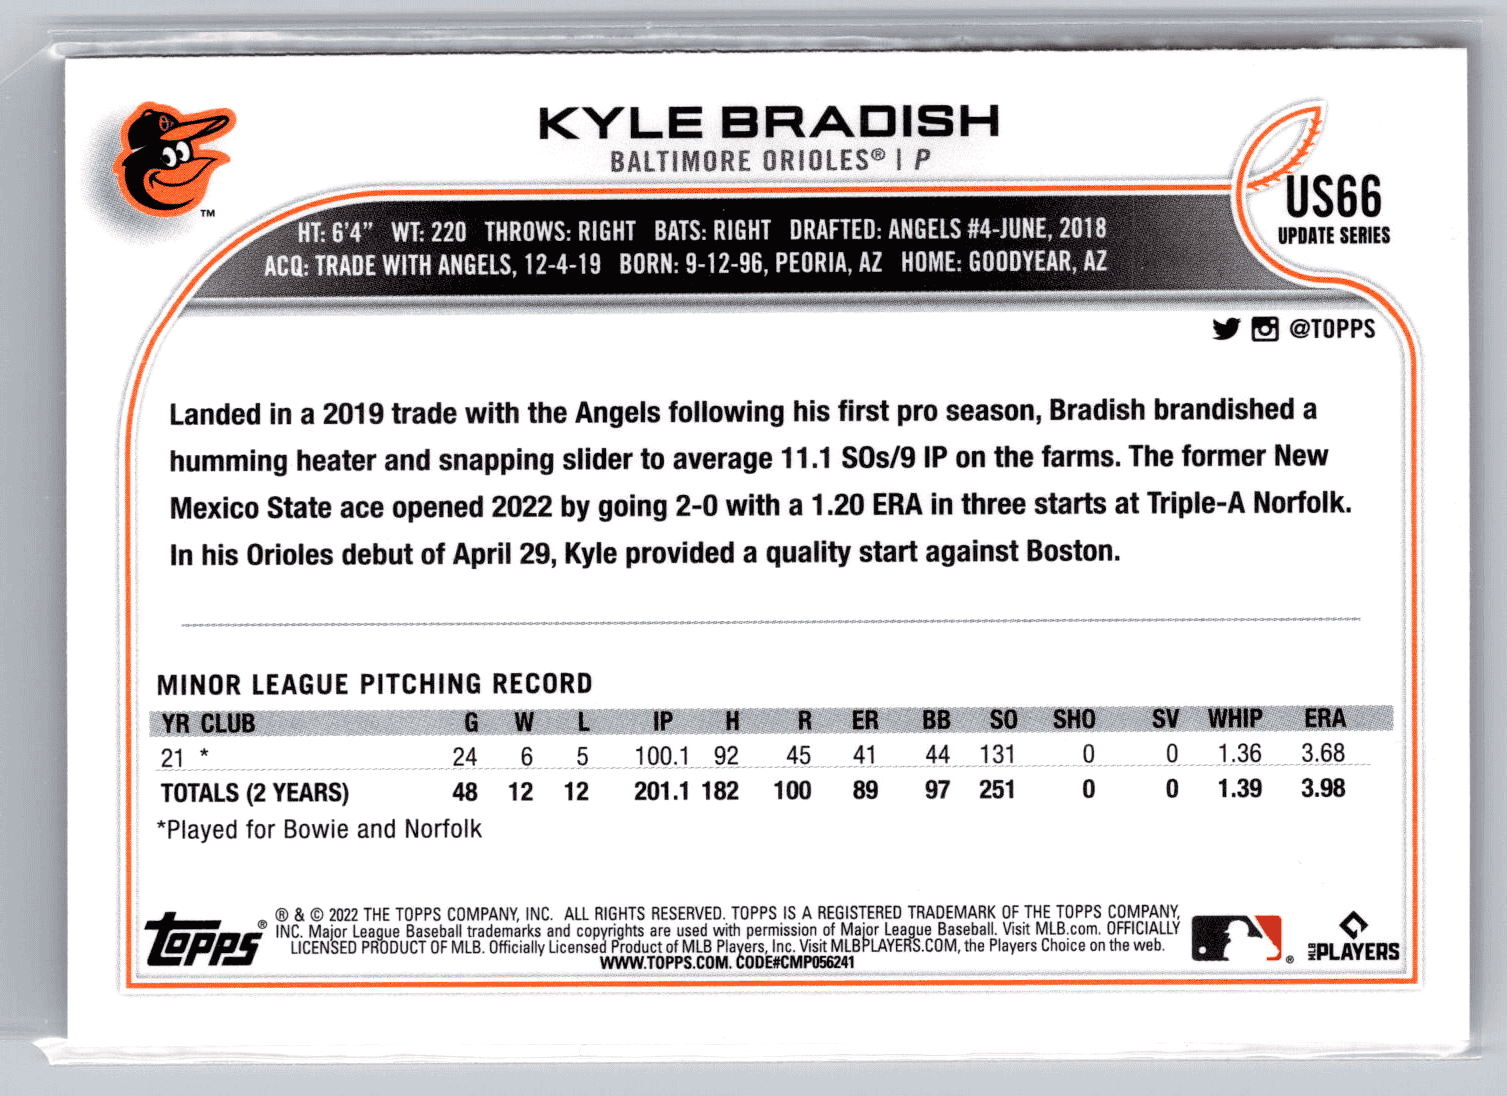 KYLE BRADISH
BALTIMORE ORIOLES® | P
™
US66
UPDATE SERIES
HT: 6'4" WT: 220 THROWS: RIGHT BATS: RIGHT DRAFTED: ANGELS #4-JUNE, 2018
ACQ: TRADE WITH ANGELS, 12-4-19 BORN: 9-12-96, PEORIA, AZ HOME: GOODYEAR, AZ
@TOPPS
Landed in a 2019 trade with the Angels following his first pro season, Bradish brandished a
humming heater and snapping slider to average 11.1 SOs/9 IP on the farms. The former New
Mexico State ace opened 2022 by going 2-0 with a 1.20 ERA in three starts at Triple-A Norfolk.
In his Orioles debut of April 29, Kyle provided a quality start against Boston.
MINOR LEAGUE PITCHING RECORD
YR CLUB G W L IP H R ER BB SO SHO SV WHIP ERA
21 * 24 6 5 100.1 92 45 41 44 131 0 0 1.36 3.68
TOTALS (2 YEARS) 48 12 12 201.1 182 100 89 97 251 0 0 1.39 3.98
*Played for Bowie and Norfolk
Topps®
® & © 2022 THE TOPPS COMPANY, INC. ALL RIGHTS RESERVED. TOPPS IS A REGISTERED TRADEMARK OF THE TOPPS COMPANY,
INC. Major League Baseball trademarks and copyrights are used with permission of Major League Baseball. Visit MLB.com. OFFICIALLY
LICENSED PRODUCT OF MLB. Officially Licensed Product of MLB Players, Inc. Visit MLBPLAYERS.COM, the Players Choice on the web.
WWW.TOPPS.COM. CODE#CMP056241
®
MLB PLAYERS